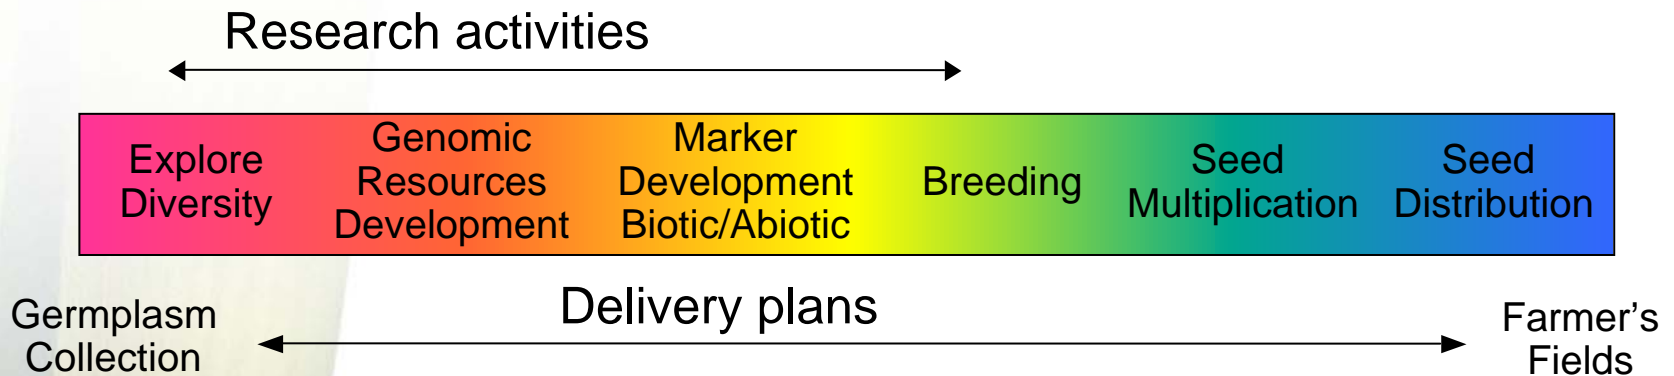 Research activities
Explore
Diversity
Genomic
Resources
Development
Marker
Development
Biotic/Abiotic
Breeding
Seed
Multiplication
Seed
Distribution
Germplasm
Collection
Delivery plans
Farmer's
Fields